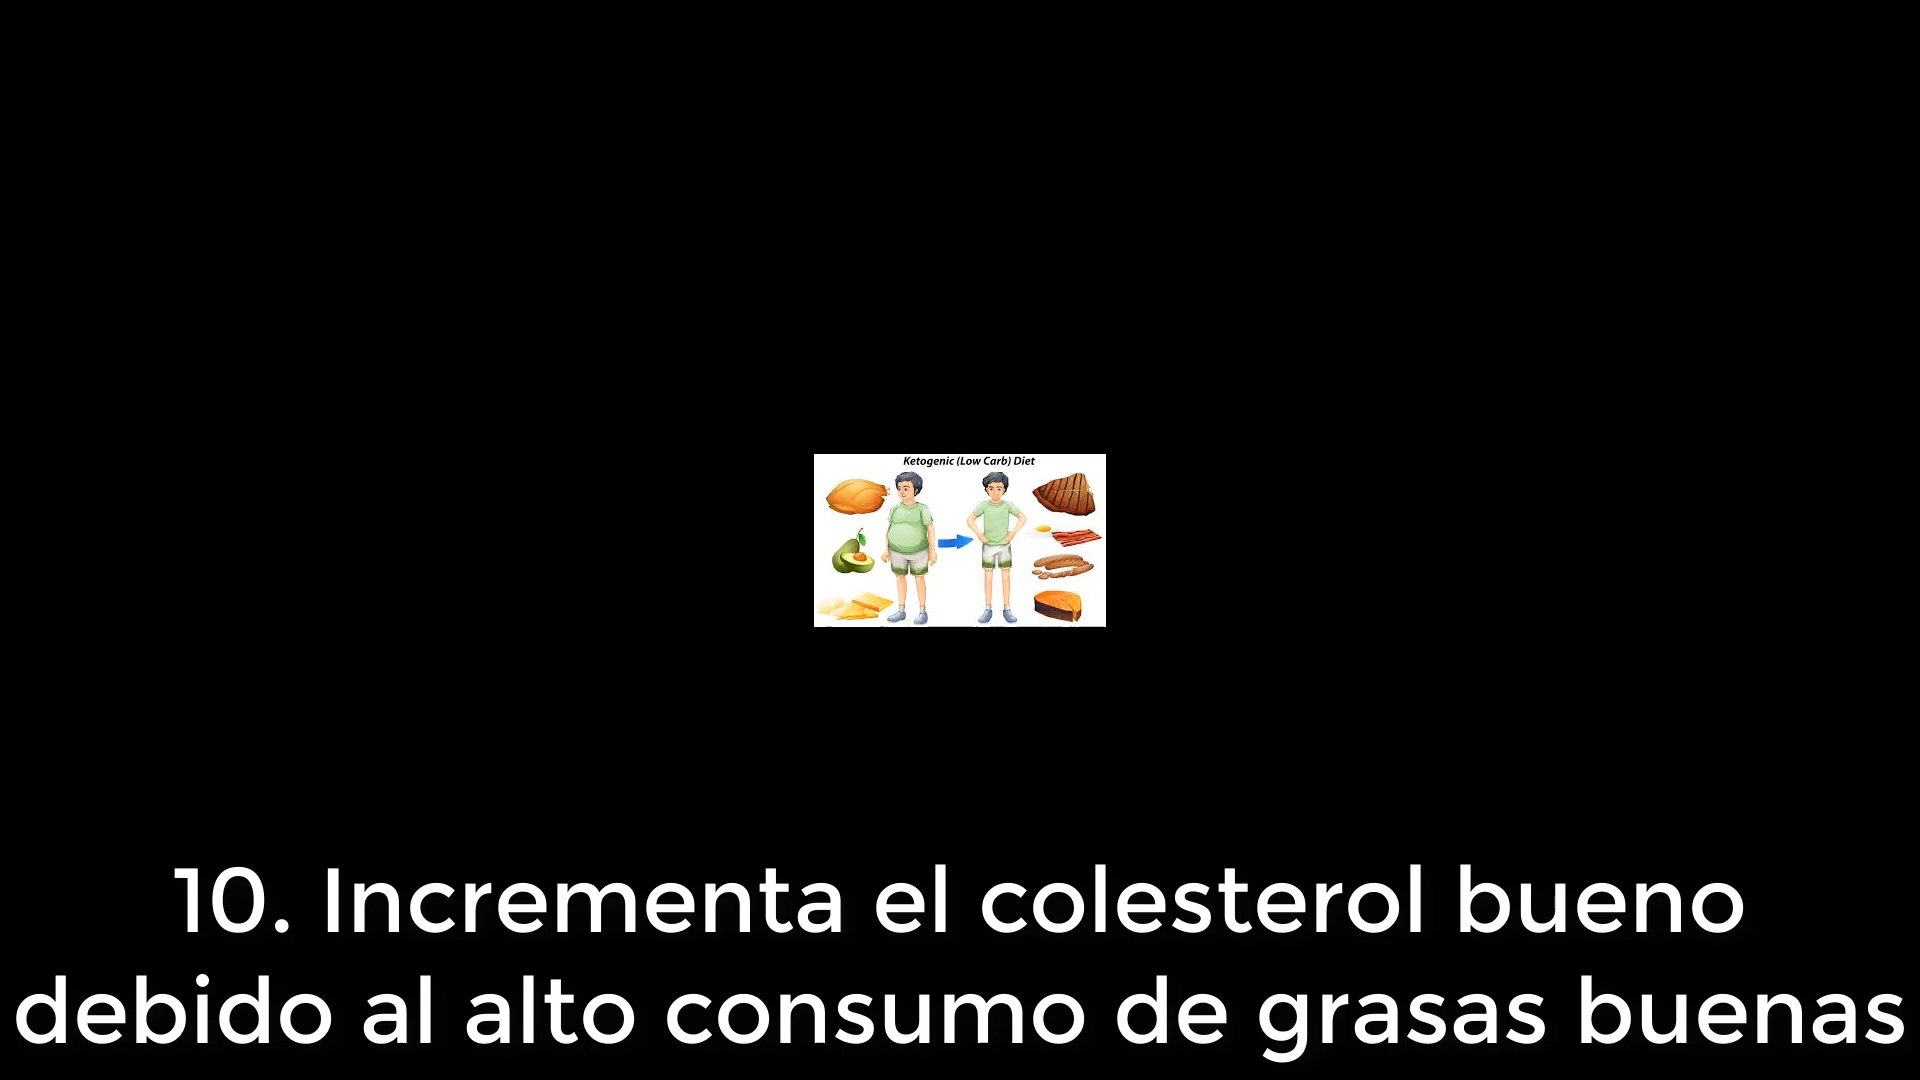 Ketogenic (Low Carb) Diet
10. Incrementa el colesterol bueno
debido al alto consumo de grasas buenas